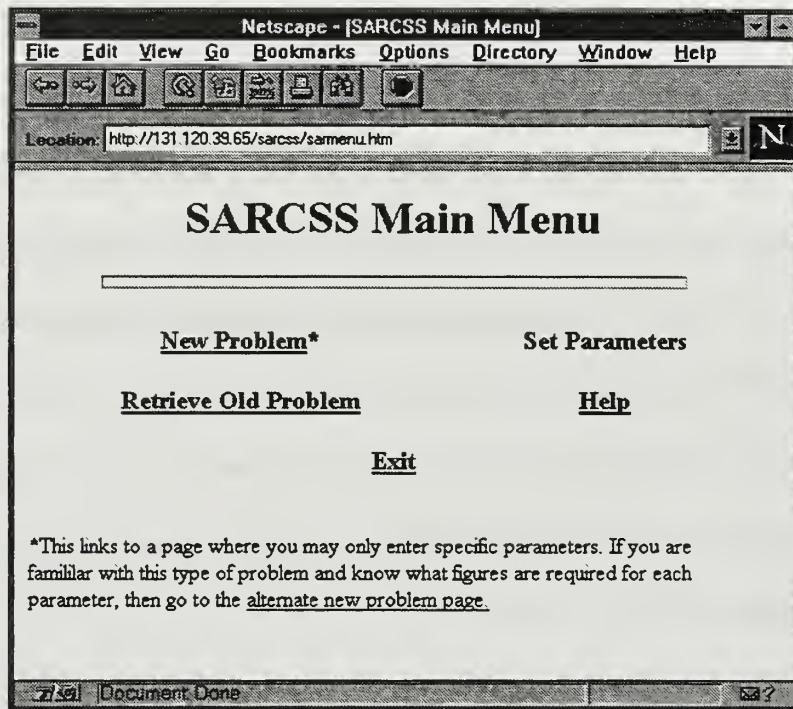 Netscape - [SARCSS Main Menu]
File Edit View Go Bookmarks Options Directory Window Help
Location: http://131.120.39.65/sarcss/sarmenu.htm
N
SARCSS Main Menu
New Problem* Set Parameters
Retrieve Old Problem Help
Exit
*This links to a page where you may only enter specific parameters. If you are
famililar with this type of problem and know what figures are required for each
parameter, then go to the alternate new problem page.
Document: Done
?